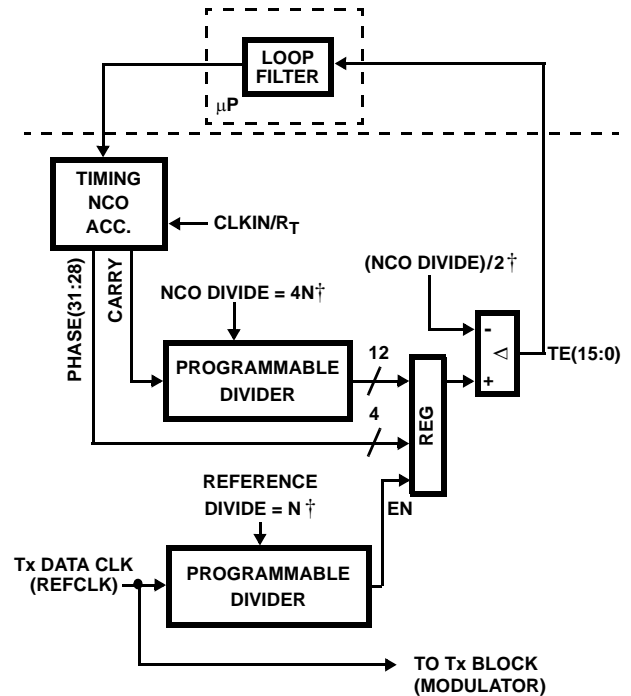 LOOP
FILTER
µP
TIMING
NCO
ACC.
CLKIN/RT
PHASE(31:28)
CARRY
NCO DIVIDE = 4N†
(NCO DIVIDE)/2†
PROGRAMMABLE
DIVIDER
12
4
REG
-
+
Δ
TE(15:0)
REFERENCE
DIVIDE = N†
EN
Tx DATA CLK
(REFCLK)
PROGRAMMABLE
DIVIDER
TO Tx BLOCK
(MODULATOR)